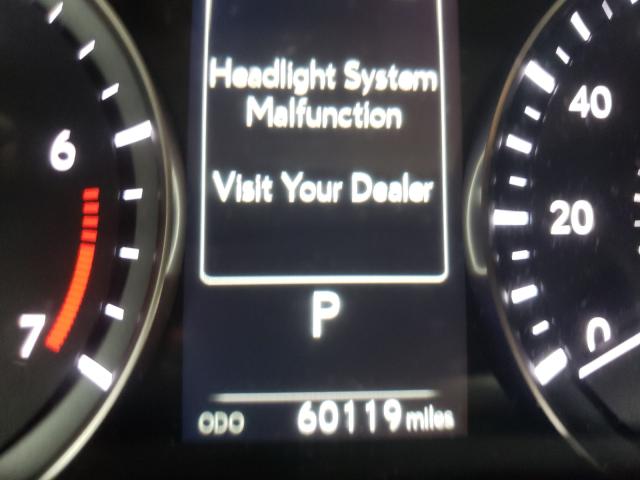 Headlight System
Malfunction
Visit Your Dealer
P
ODO 60119 miles
6
7
40
20
0